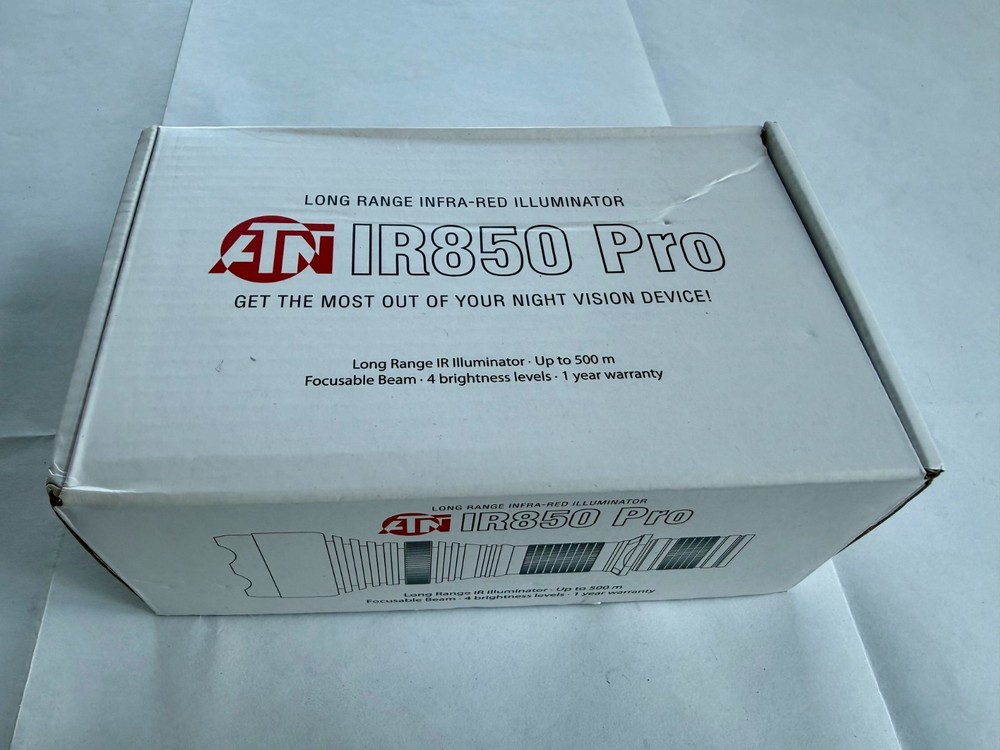 LONG RANGE INFRA-RED ILLUMINATOR
ATN IR850 Pro
GET THE MOST OUT OF YOUR NIGHT VISION DEVICE!
Long Range IR Illuminator · Up to 500 m
Focusable Beam · 4 brightness levels · 1 year warranty
LONG RANGE INFRA-RED ILLUMINATOR
ATN IR850 Pro
Long Range IR Illuminator · Up to 500 m
Focusable Beam · 4 brightness levels · 1 year warranty